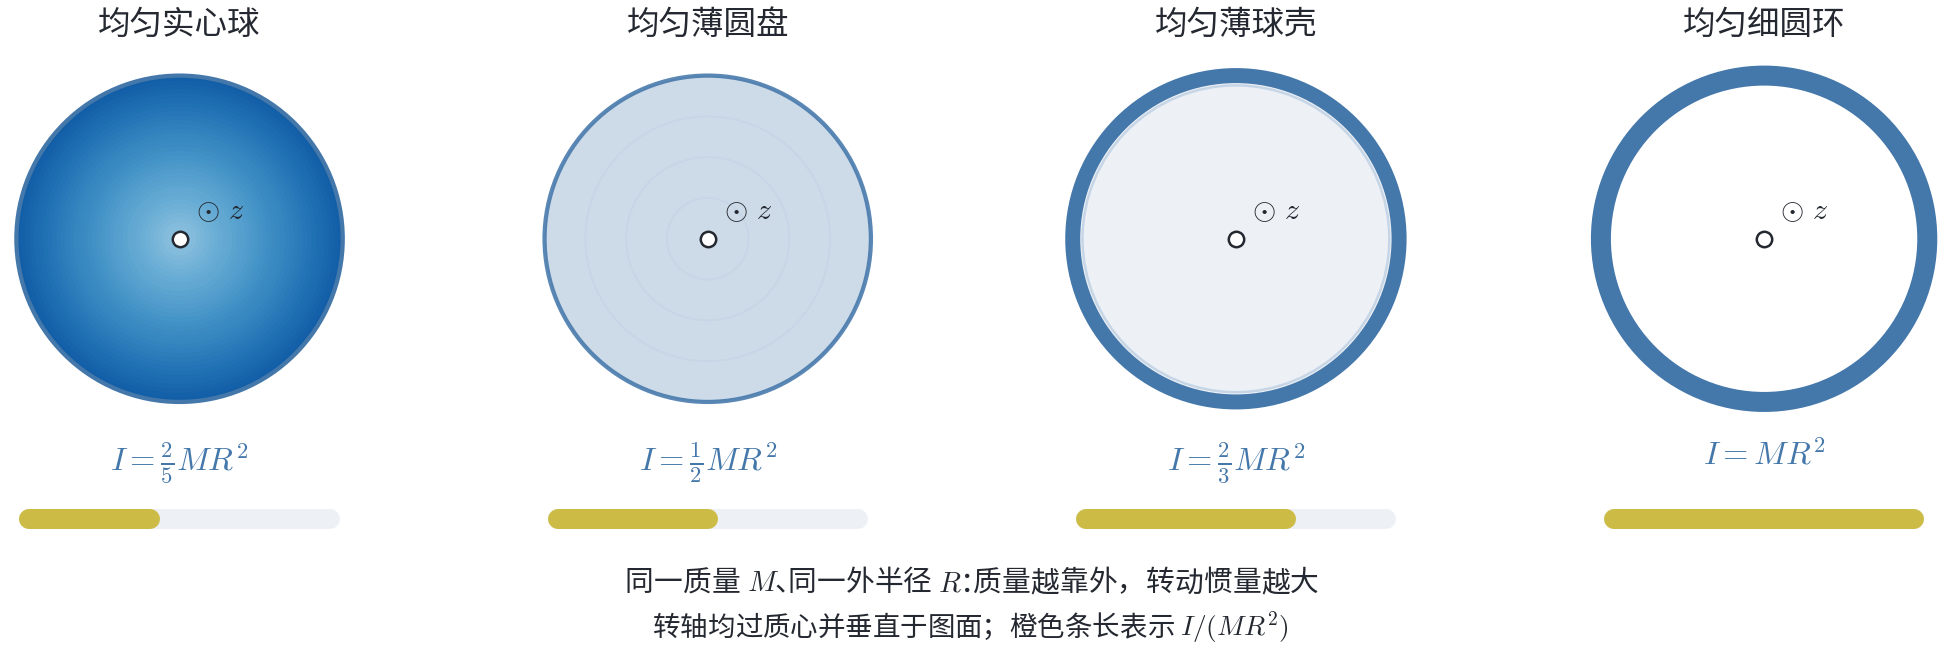 均匀实心球 均匀薄圆盘 均匀薄球壳 均匀细圆环
⊙ z ⊙ z ⊙ z ⊙ z
I = 2/5 MR² I = 1/2 MR² I = 2/3 MR² I = MR²
同一质量 M、同一外半径 R:质量越靠外，转动惯量越大
转轴均过质心并垂直于图面；橙色条长表示 I/(MR²)